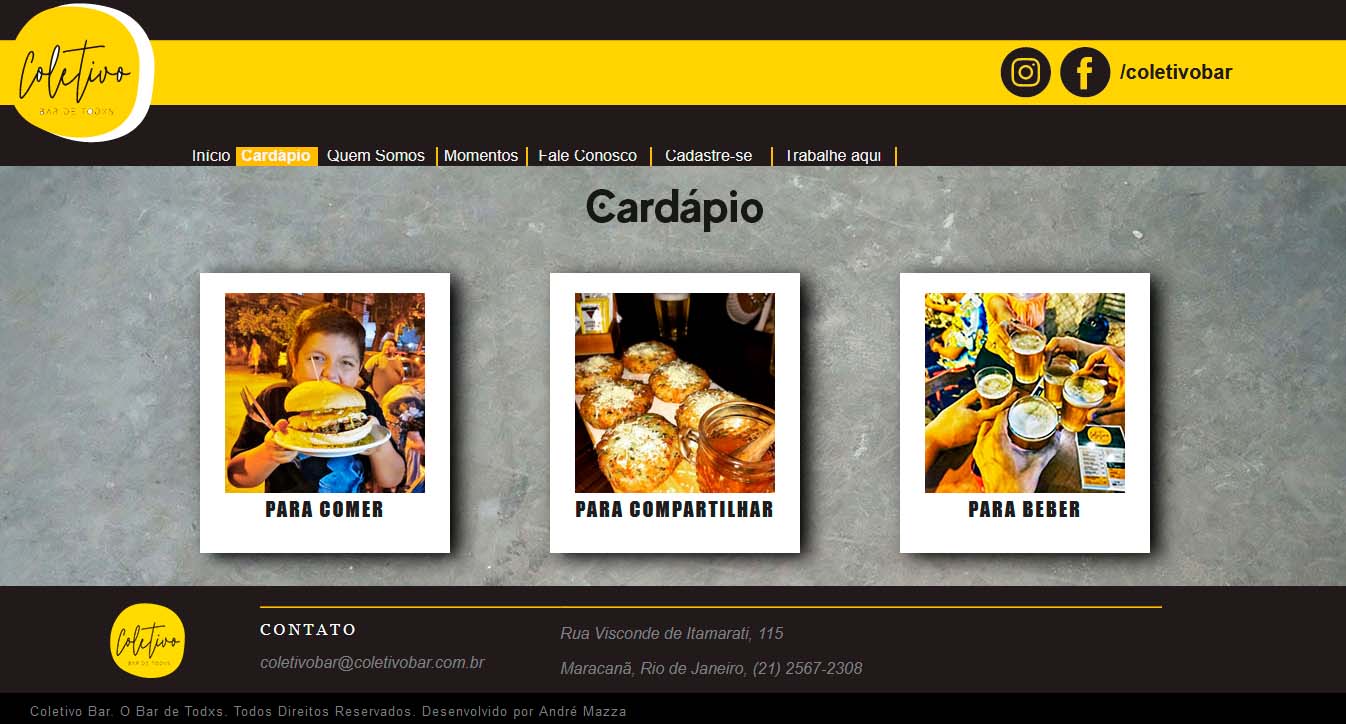 Coletivo
BAR DE TODXS
/coletivobar
Início Cardápio Quem Somos Momentos Fale Conosco Cadastre-se Trabalhe aqui
Cardápio
PARA COMER
PARA COMPARTILHAR
PARA BEBER
Coletivo
BAR DE TODXS
CONTATO
coletivobar@coletivobar.com.br
Rua Visconde de Itamarati, 115
Maracanã, Rio de Janeiro, (21) 2567-2308
Coletivo Bar. O Bar de Todxs. Todos Direitos Reservados. Desenvolvido por André Mazza